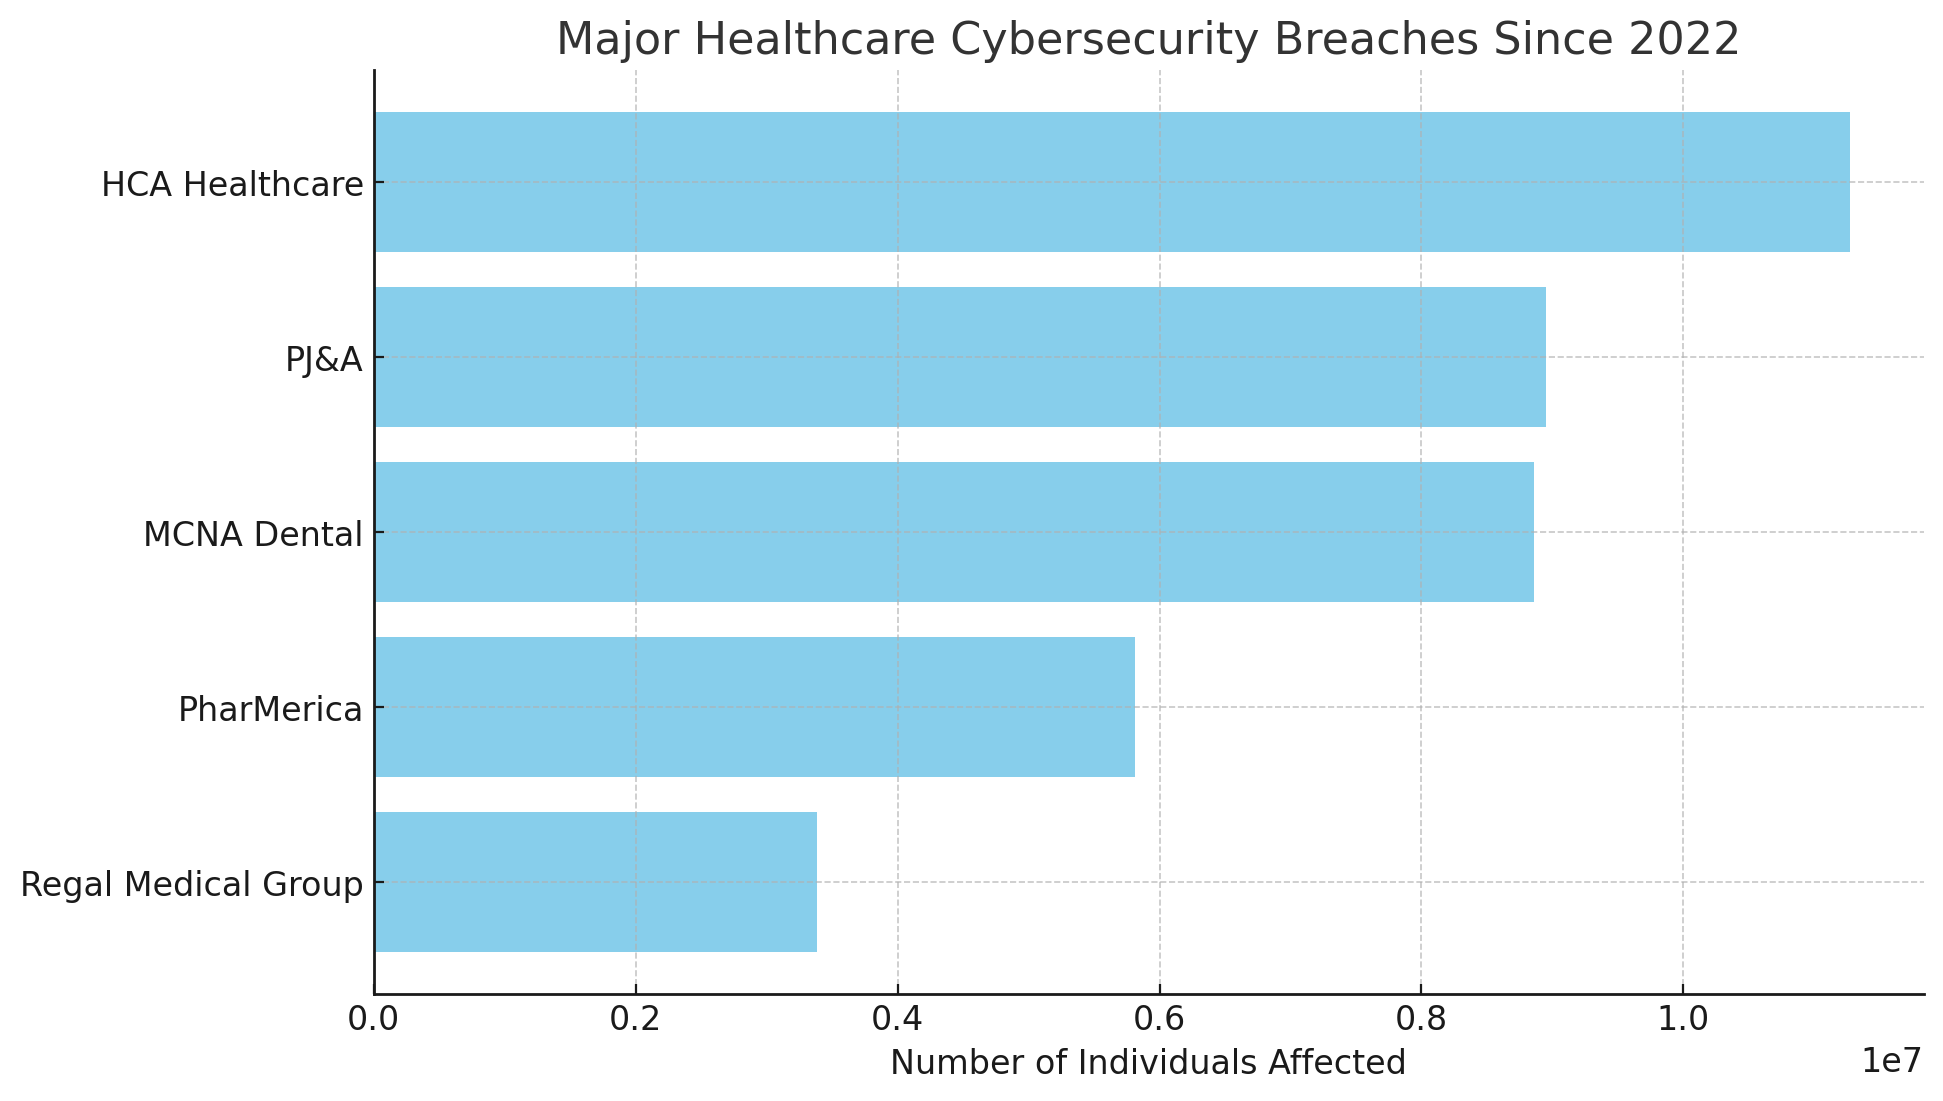 Major Healthcare Cybersecurity Breaches Since 2022
HCA Healthcare
PJ&A
MCNA Dental
PharMerica
Regal Medical Group
0.0 0.2 0.4 0.6 0.8 1.0
Number of Individuals Affected
1e7